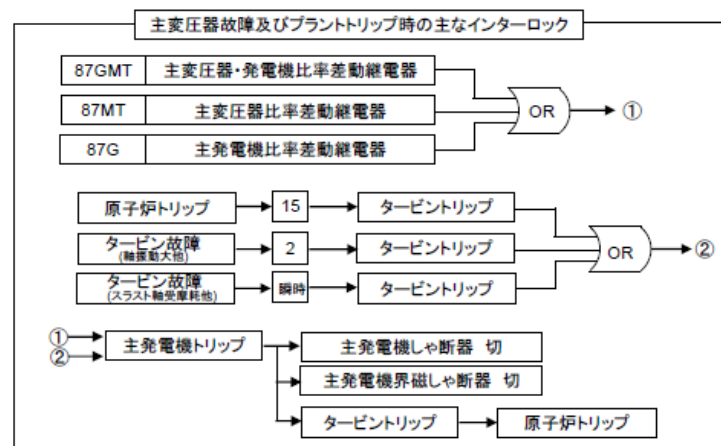 主変圧器故障及びプラントトリップ時の主なインターロック
87GMT 主変圧器・発電機比率差動継電器
87MT 主変圧器比率差動継電器
87G 主発電機比率差動継電器
OR ①
原子炉トリップ 15 タービントリップ
タービン故障
(軸振動大他)
2 タービントリップ
タービン故障
(スラスト軸受摩耗他)
瞬時 タービントリップ
OR ②
①
②
主発電機トリップ 主発電機しゃ断器 切
主発電機界磁しゃ断器 切
タービントリップ 原子炉トリップ